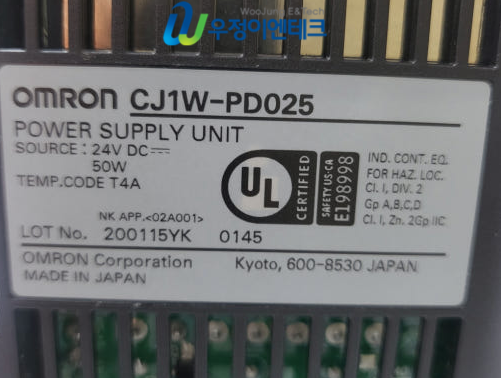 WooJung E&Tech
우정이엔테크
OMRON CJ1W-PD025
POWER SUPPLY UNIT
SOURCE : 24V DC
50W
TEMP.CODE T4A
NK APP.<02A001>
LOT No. 200115YK 0145
UL
CERTIFIED
SAFETY US-CA
E198998
IND. CONT. EQ.
FOR HAZ. LOC.
Cl. I, DIV. 2
Gp A,B,C,D
Cl. I, Zn. 2Gp IIC
OMRON Corporation Kyoto, 600-8530 JAPAN
MADE IN JAPAN